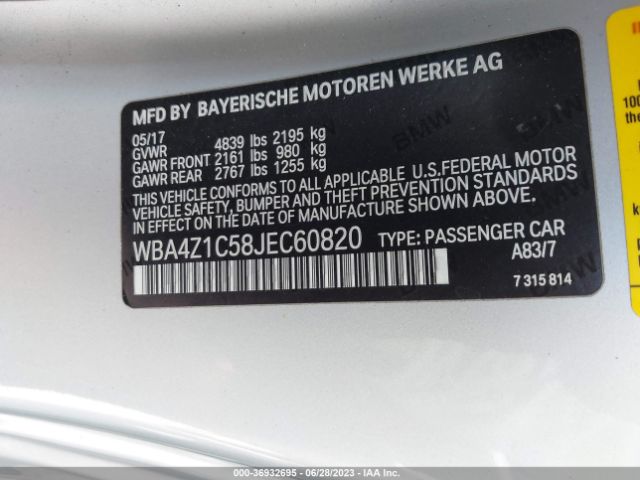 MFD BY BAYERISCHE MOTOREN WERKE AG
05/17
GVWR 4839 lbs 2195 kg
GAWR FRONT 2161 lbs 980 kg
GAWR REAR 2767 lbs 1255 kg
THIS VEHICLE CONFORMS TO ALL APPLICABLE U.S.FEDERAL MOTOR
VEHICLE SAFETY, BUMPER, AND THEFT PREVENTION STANDARDS
IN EFFECT ON THE DATE OF MANUFACTURE SHOWN ABOVE.
WBA4Z1C58JEC60820 TYPE: PASSENGER CAR
A83/7
7 315 814
BMW
100
the
000-36932695 - 06/28/2023 - IAA Inc.